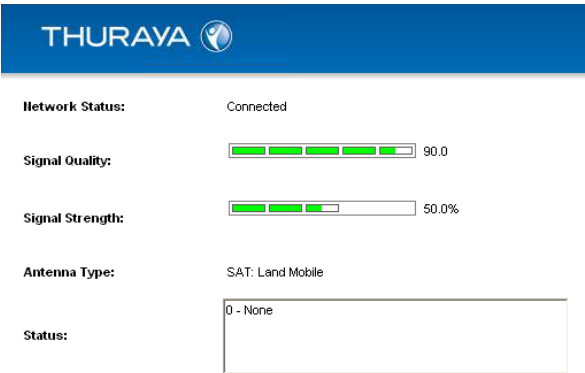 THURAYA
Network Status: Connected
Signal Quality: 90.0
Signal Strength: 50.0%
Antenna Type: SAT: Land Mobile
Status: 0 - None